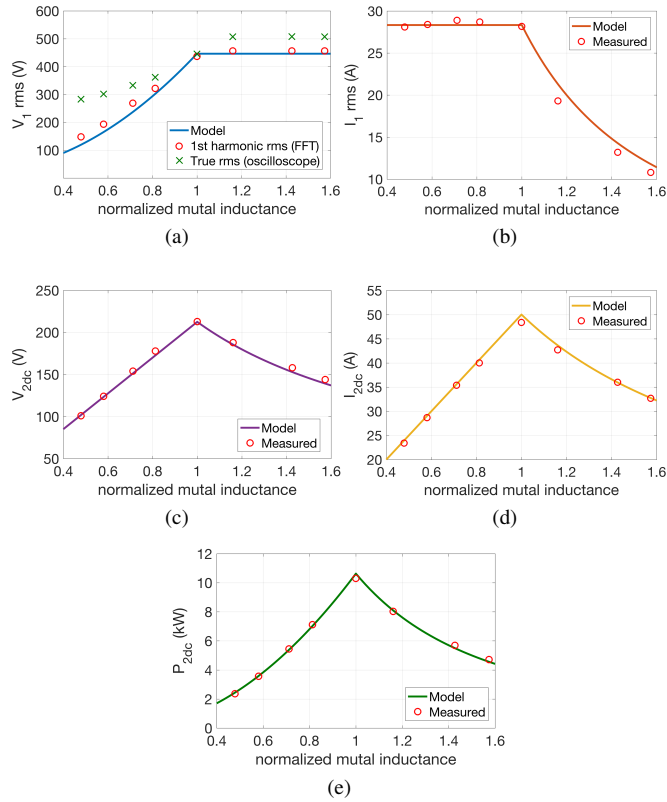 600
500
400
300
200
100
V1 rms (V)
Model
1st harmonic rms (FFT)
True rms (oscilloscope)
0.4 0.6 0.8 1 1.2 1.4 1.6
normalized mutal inductance
(a)
30
25
20
15
10
I1 rms (A)
Model
Measured
0.4 0.6 0.8 1 1.2 1.4 1.6
normalized mutal inductance
(b)
250
200
150
100
50
V2dc (V)
Model
Measured
0.4 0.6 0.8 1 1.2 1.4 1.6
normalized mutal inductance
(c)
55
50
45
40
35
30
25
20
I2dc (A)
Model
Measured
0.4 0.6 0.8 1 1.2 1.4 1.6
normalized mutal inductance
(d)
12
10
8
6
4
2
0
P2dc (kW)
Model
Measured
0.4 0.6 0.8 1 1.2 1.4 1.6
normalized mutal inductance
(e)